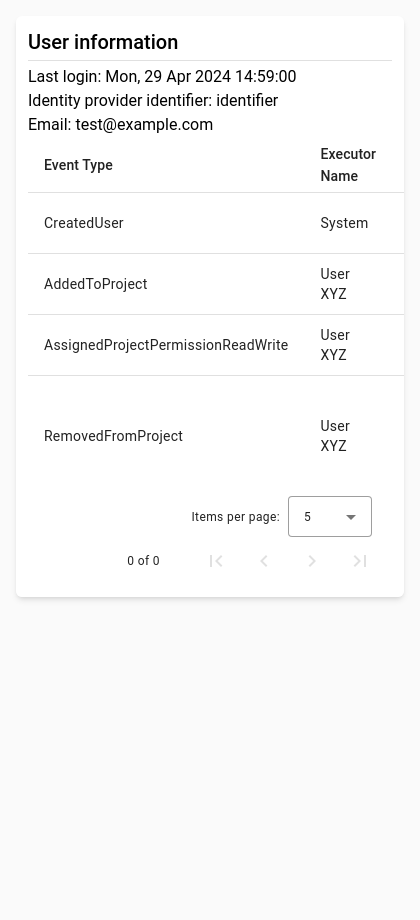 User information
Last login: Mon, 29 Apr 2024 14:59:00
Identity provider identifier: identifier
Email: test@example.com
Event Type
Executor
Name
CreatedUser
System
AddedToProject
User
XYZ
AssignedProjectPermissionReadWrite
User
XYZ
RemovedFromProject
User
XYZ
Items per page: 5
0 of 0